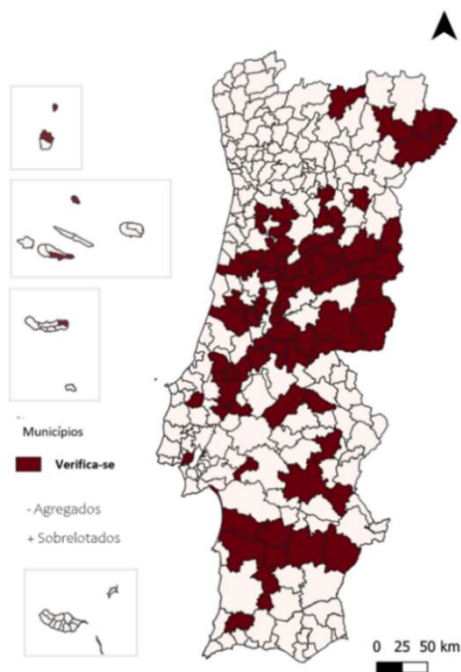 Municípios
Verifica-se
- Agregados
+ Sobrelotados
0 25 50 km